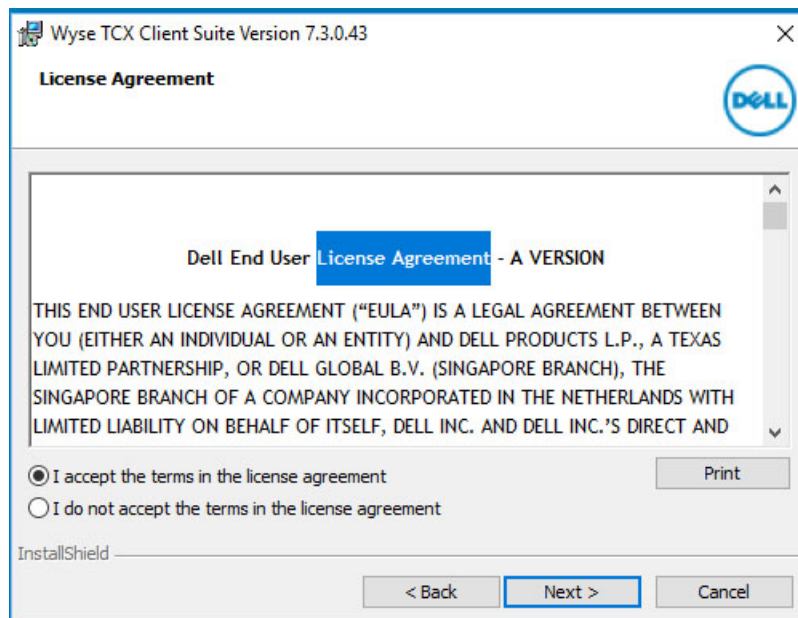 Wyse TCX Client Suite Version 7.3.0.43
License Agreement
DELL
Dell End User License Agreement - A VERSION
THIS END USER LICENSE AGREEMENT (“EULA”) IS A LEGAL AGREEMENT BETWEEN
YOU (EITHER AN INDIVIDUAL OR AN ENTITY) AND DELL PRODUCTS L.P., A TEXAS
LIMITED PARTNERSHIP, OR DELL GLOBAL B.V. (SINGAPORE BRANCH), THE
SINGAPORE BRANCH OF A COMPANY INCORPORATED IN THE NETHERLANDS WITH
LIMITED LIABILITY ON BEHALF OF ITSELF, DELL INC. AND DELL INC.’S DIRECT AND
I accept the terms in the license agreement
Print
I do not accept the terms in the license agreement
InstallShield
< Back Next > Cancel